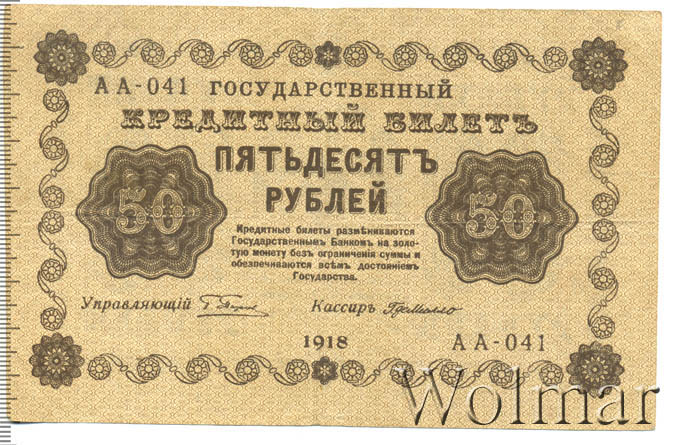 АА-041 ГОСУДАРСТВЕННЫЙ
КРЕДИТНЫЙ БИЛЕТЪ
ПЯТЬДЕСЯТЪ
РУБЛЕЙ
50
50
Кредитные билеты размѣниваются
Государственнымъ Банкомъ на золо-
тую монету безъ ограниченія суммы и
обезпечиваются всѣмъ достояніемъ
Государства.
Управляющій
Кассиръ
1918
АА-041
Wolmar